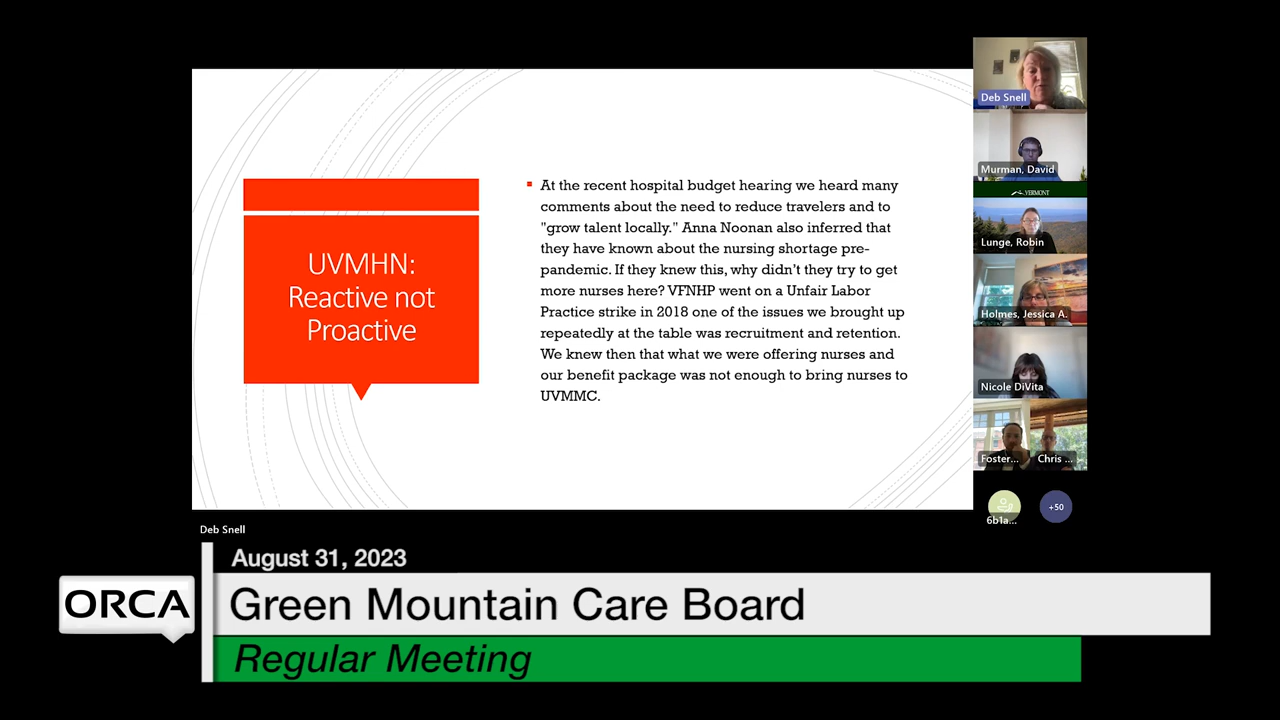 UVMHN:
Reactive not
Proactive
At the recent hospital budget hearing we heard many
comments about the need to reduce travelers and to
"grow talent locally." Anna Noonan also inferred that
they have known about the nursing shortage pre-
pandemic. If they knew this, why didn't they try to get
more nurses here? VFNHP went on a Unfair Labor
Practice strike in 2018 one of the issues we brought up
repeatedly at the table was recruitment and retention.
We knew then that what we were offering nurses and
our benefit package was not enough to bring nurses to
UVMMC.
Deb Snell
Murman, David
VERMONT
Lunge, Robin
Holmes, Jessica A.
Nicole DiVita
Foster...
Chris ...
6b1a...
+50
Deb Snell
August 31, 2023
ORCA
Green Mountain Care Board
Regular Meeting